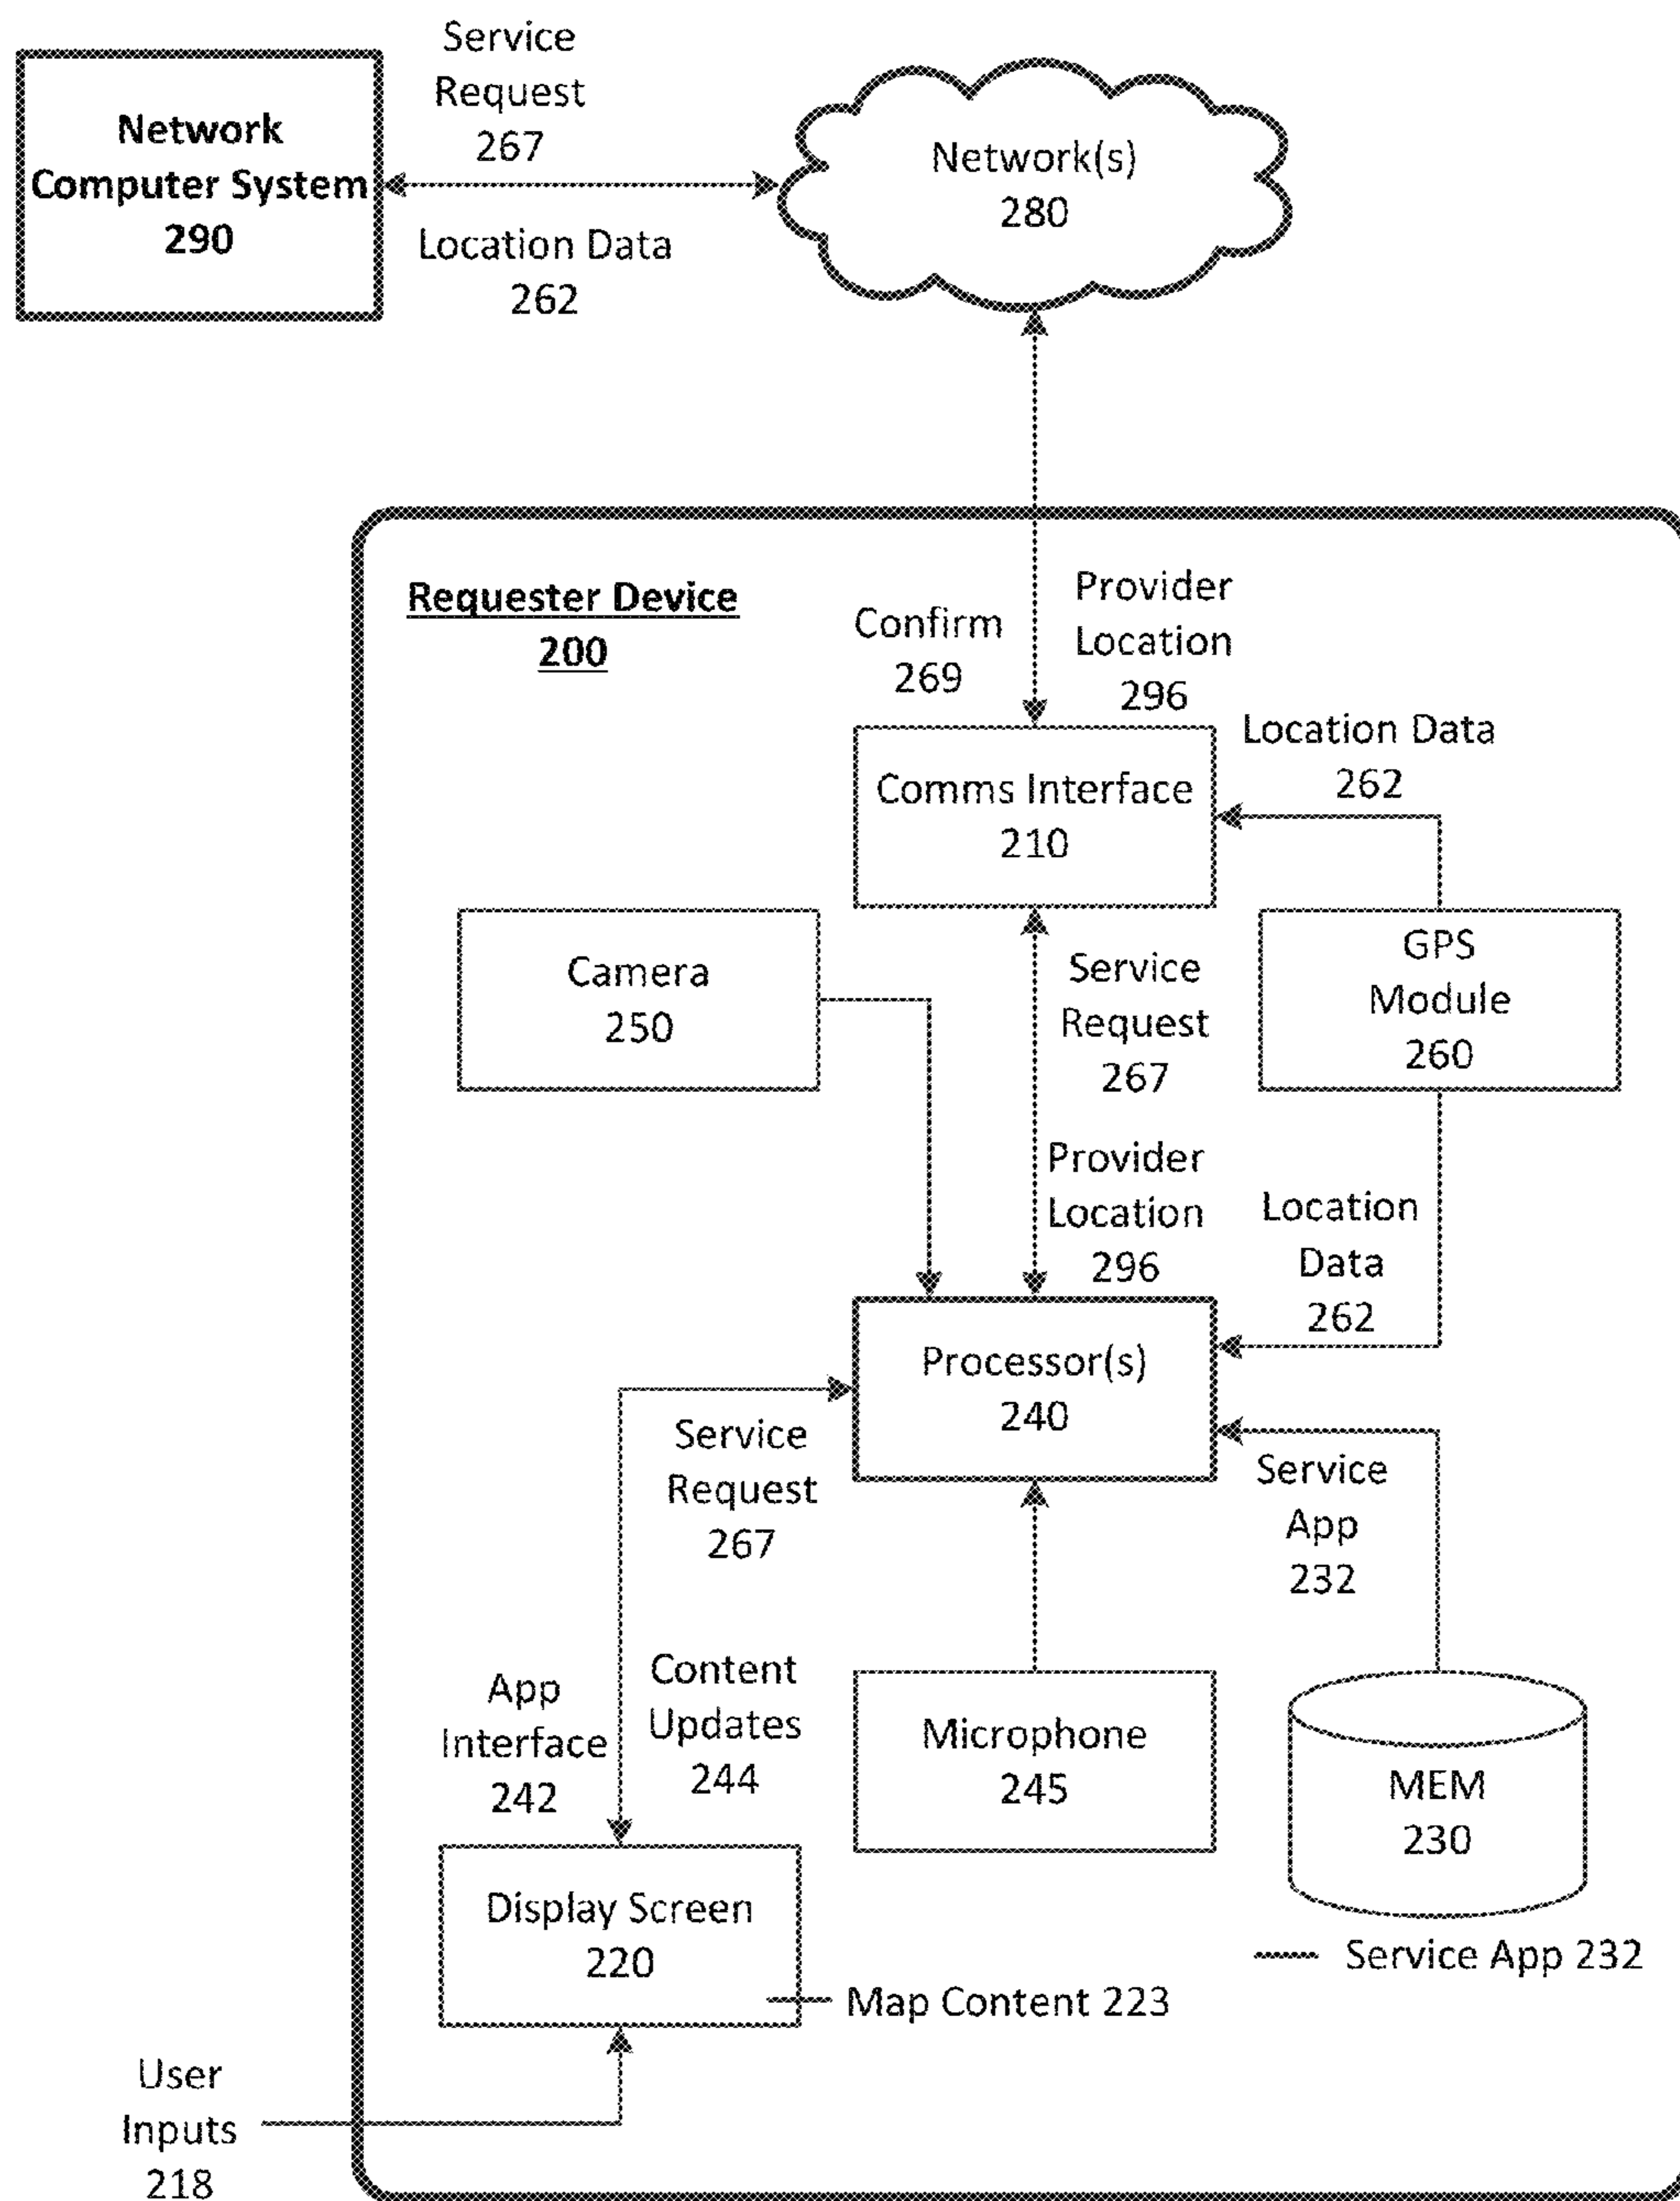 Service
Request
267
Network
Computer System
290
Location Data
262
Network(s)
280
Requester Device
200
Confirm
269
Provider
Location
296
Location Data
262
Comms Interface
210
Camera
250
Service
Request
267
GPS
Module
260
Provider
Location
296
Location
Data
262
Processor(s)
240
Service
Request
267
Service
App
232
App
Interface
242
Content
Updates
244
Microphone
245
MEM
230
Display Screen
220
Service App 232
Map Content 223
User
Inputs
218